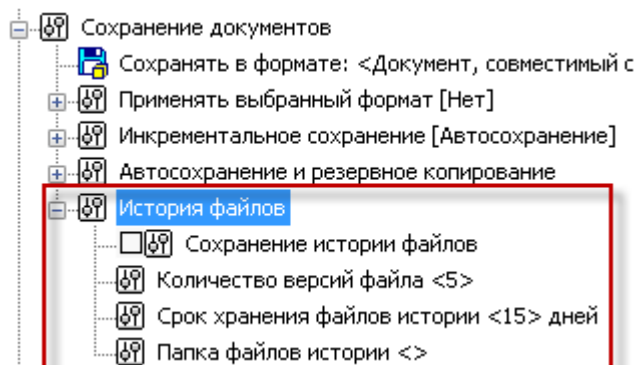 Сохранение документов
Сохранять в формате: <Документ, совместимый с
Применять выбранный формат [Нет]
Инкрементальное сохранение [Автосохранение]
Автосохранение и резервное копирование
История файлов
Сохранение истории файлов
Количество версий файла <5>
Срок хранения файлов истории <15> дней
Папка файлов истории <>